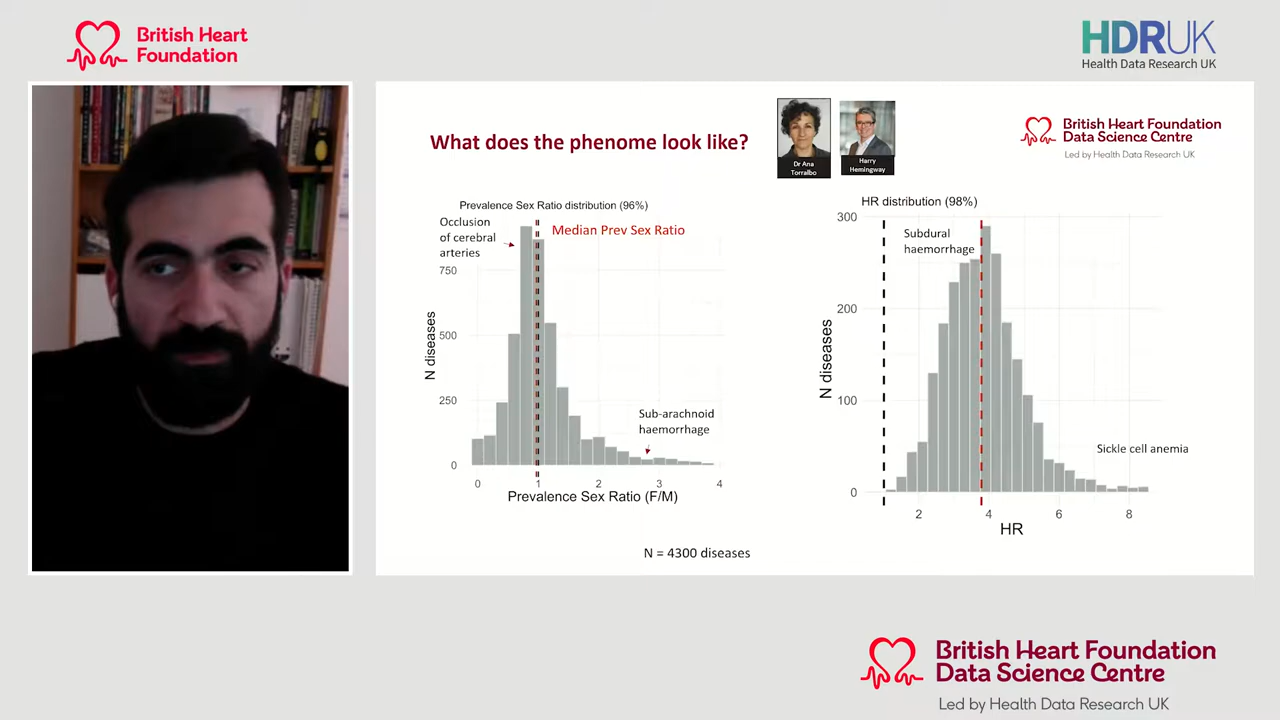 British Heart
Foundation
HDRUK
Health Data Research UK
What does the phenome look like?
Dr Ana
Torralbo
Harry
Hemingway
British Heart Foundation
Data Science Centre
Led by Health Data Research UK
Prevalence Sex Ratio distribution (96%)
Occlusion
of cerebral
arteries
Median Prev Sex Ratio
750
500
250
0
N diseases
Sub-arachnoid
haemorrhage
0 1 2 3 4
Prevalence Sex Ratio (F/M)
HR distribution (98%)
300
200
100
0
N diseases
Subdural
haemorrhage
Sickle cell anemia
2 4 6 8
HR
N = 4300 diseases
British Heart Foundation
Data Science Centre
Led by Health Data Research UK